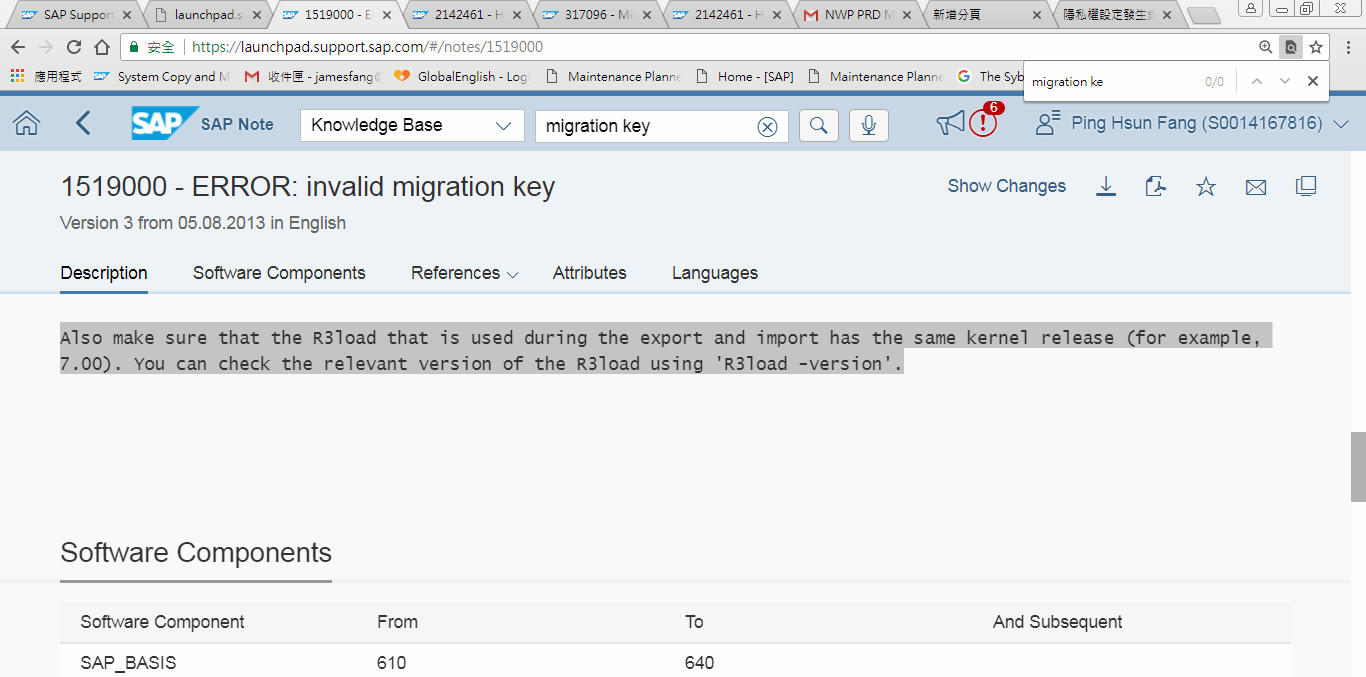 SAP Support
launchpad.s
1519000 - E
2142461 - H
317096 - Mi
2142461 - H
NWP PRD M
新增分頁
隱私權設定發生
安全
https://launchpad.support.sap.com/#/notes/1519000
應用程式
System Copy and M
收件匣 - jamesfang@
GlobalEnglish - Logi
Maintenance Planne
Home - [SAP]
Maintenance Planne
The Syb
migration ke
0/0
SAP
SAP Note
Knowledge Base
migration key
6
Ping Hsun Fang (S0014167816)
1519000 - ERROR: invalid migration key
Show Changes
Version 3 from 05.08.2013 in English
Description
Software Components
References
Attributes
Languages
Also make sure that the R3load that is used during the export and import has the same kernel release (for example,
7.00). You can check the relevant version of the R3load using 'R3load -version'.
Software Components
Software Component
From
To
And Subsequent
SAP_BASIS
610
640